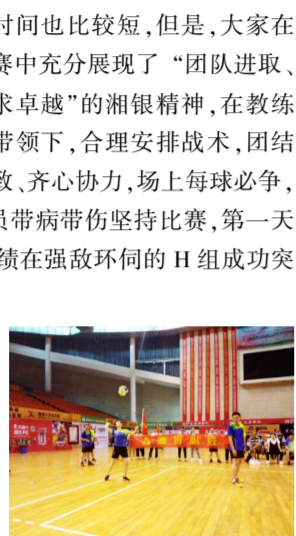 时间也比较短,但是,大家在
赛中充分展现了“团队进取、
求卓越”的湘银精神,在教练
带领下,合理安排战术,团结
致、齐心协力,场上每球必争,
员带病带伤坚持比赛,第一天
绩在强敌环伺的 H 组成功突